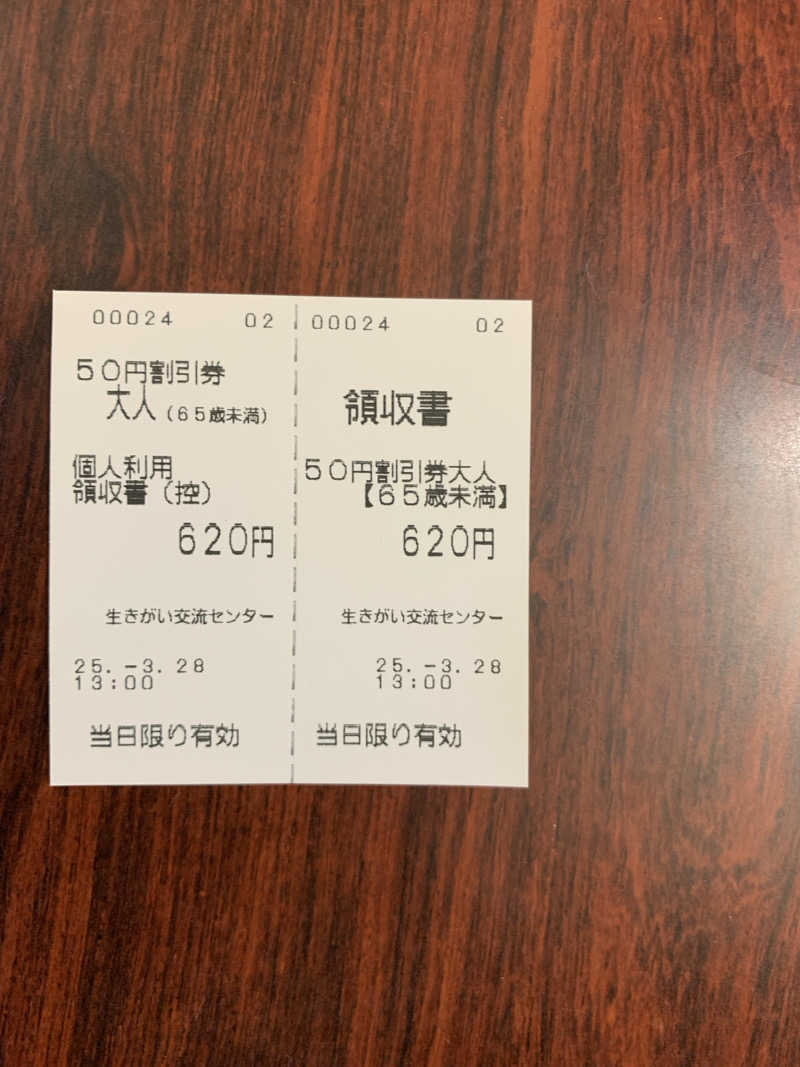 00024 02
50円割引券
大人(65歳未満)
個人利用
領収書(控)
620円
生きがい交流センター
25.-3.28
13:00
当日限り有効
00024 02
領収書
50円割引券大人
【65歳未満】
620円
生きがい交流センター
25.-3.28
13:00
当日限り有効